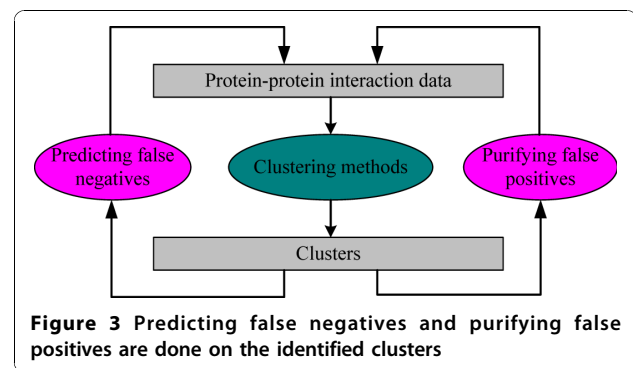 Protein-protein interaction data
Predicting false
negatives
Clustering methods
Purifying false
positives
Clusters
Figure 3 Predicting false negatives and purifying false
positives are done on the identified clusters